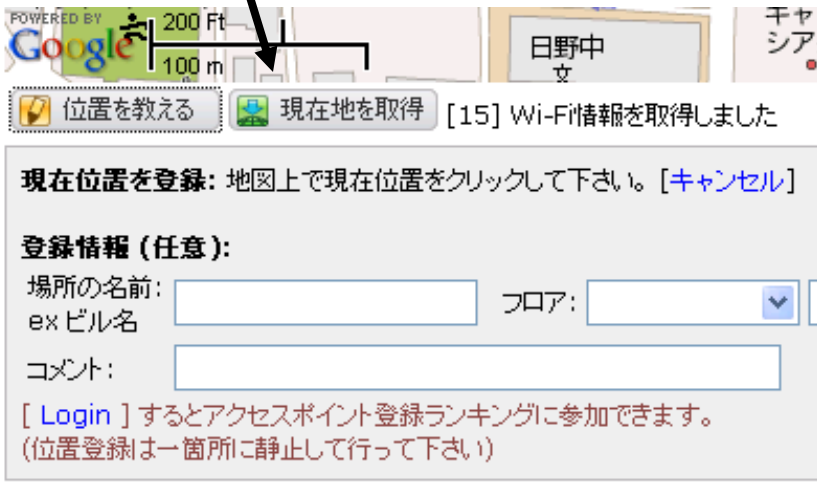 POWERED BY
Google
200 Ft
100 m
日野中
文
キャ
シア
位置を教える 現在地を取得 [15] Wi-Fi情報を取得しました
現在位置を登録: 地図上で現在位置をクリックして下さい。[キャンセル]
登録情報 (任意):
場所の名前:
ex ビル名
フロア:
コメント:
[ Login ] するとアクセスポイント登録ランキングに参加できます。
(位置登録は一箇所に静止して行って下さい)